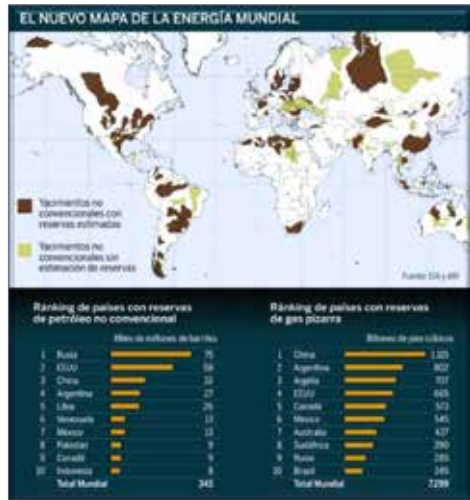 EL NUEVO MAPA DE LA ENERGÍA MUNDIAL
Yacimientos no
convencionales con
reservas estimadas
Yacimientos no
convencionales sin
estimación de reservas
Fuente: EIA y ARI
Ránking de países con reservas
de petróleo no convencional
Miles de millones de barriles
1 Rusia 75
2 EEUU 58
3 China 32
4 Argentina 27
5 Libia 26
6 Venezuela 13
7 México 13
8 Pakistán 9
9 Canadá 9
10 Indonesia 8
Total Mundial 345
Ránking de países con reservas
de gas pizarra
Billones de pies cúbicos
1 China 1.115
2 Argentina 802
3 Argelia 707
4 EEUU 665
5 Canadá 573
6 México 545
7 Australia 437
8 Sudáfrica 390
9 Rusia 285
10 Brasil 245
Total Mundial 7.299